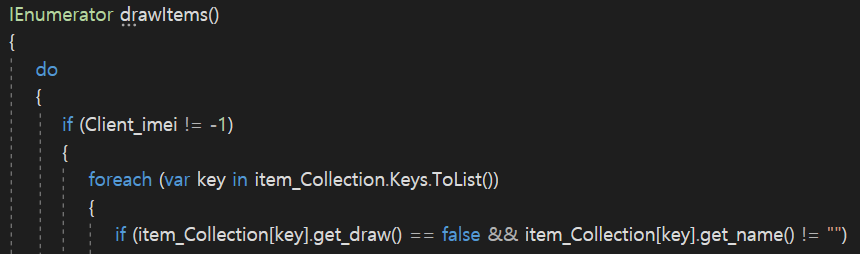 IEnumerator drawItems()
{
do
{
if (Client_imei != -1)
{
foreach (var key in item_Collection.Keys.ToList())
{
if (item_Collection[key].get_draw() == false && item_Collection[key].get_name() != "")